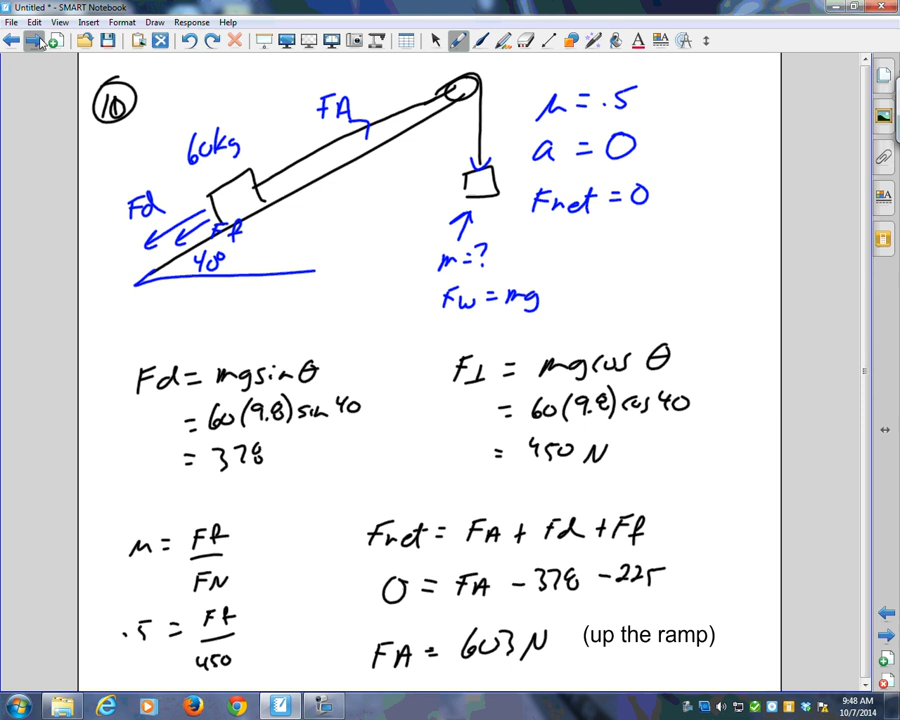 Untitled * - SMART Notebook
File Edit View Insert Format Draw Response Help
10
FA
60kg
μ = .5
a = 0
Fnet = 0
Fd
Ff
40°
m = ?
Fw = mg
Fd = mg sin θ
= 60(9.8) sin 40
= 378
F⊥ = mg cos θ
= 60(9.8) cos 40
= 450 N
μ = Ff / FN
.5 = Ff / 450
Fnet = FA + Fd + Ff
0 = FA - 378 - 225
FA = 603 N (up the ramp)
9:48 AM
10/7/2014